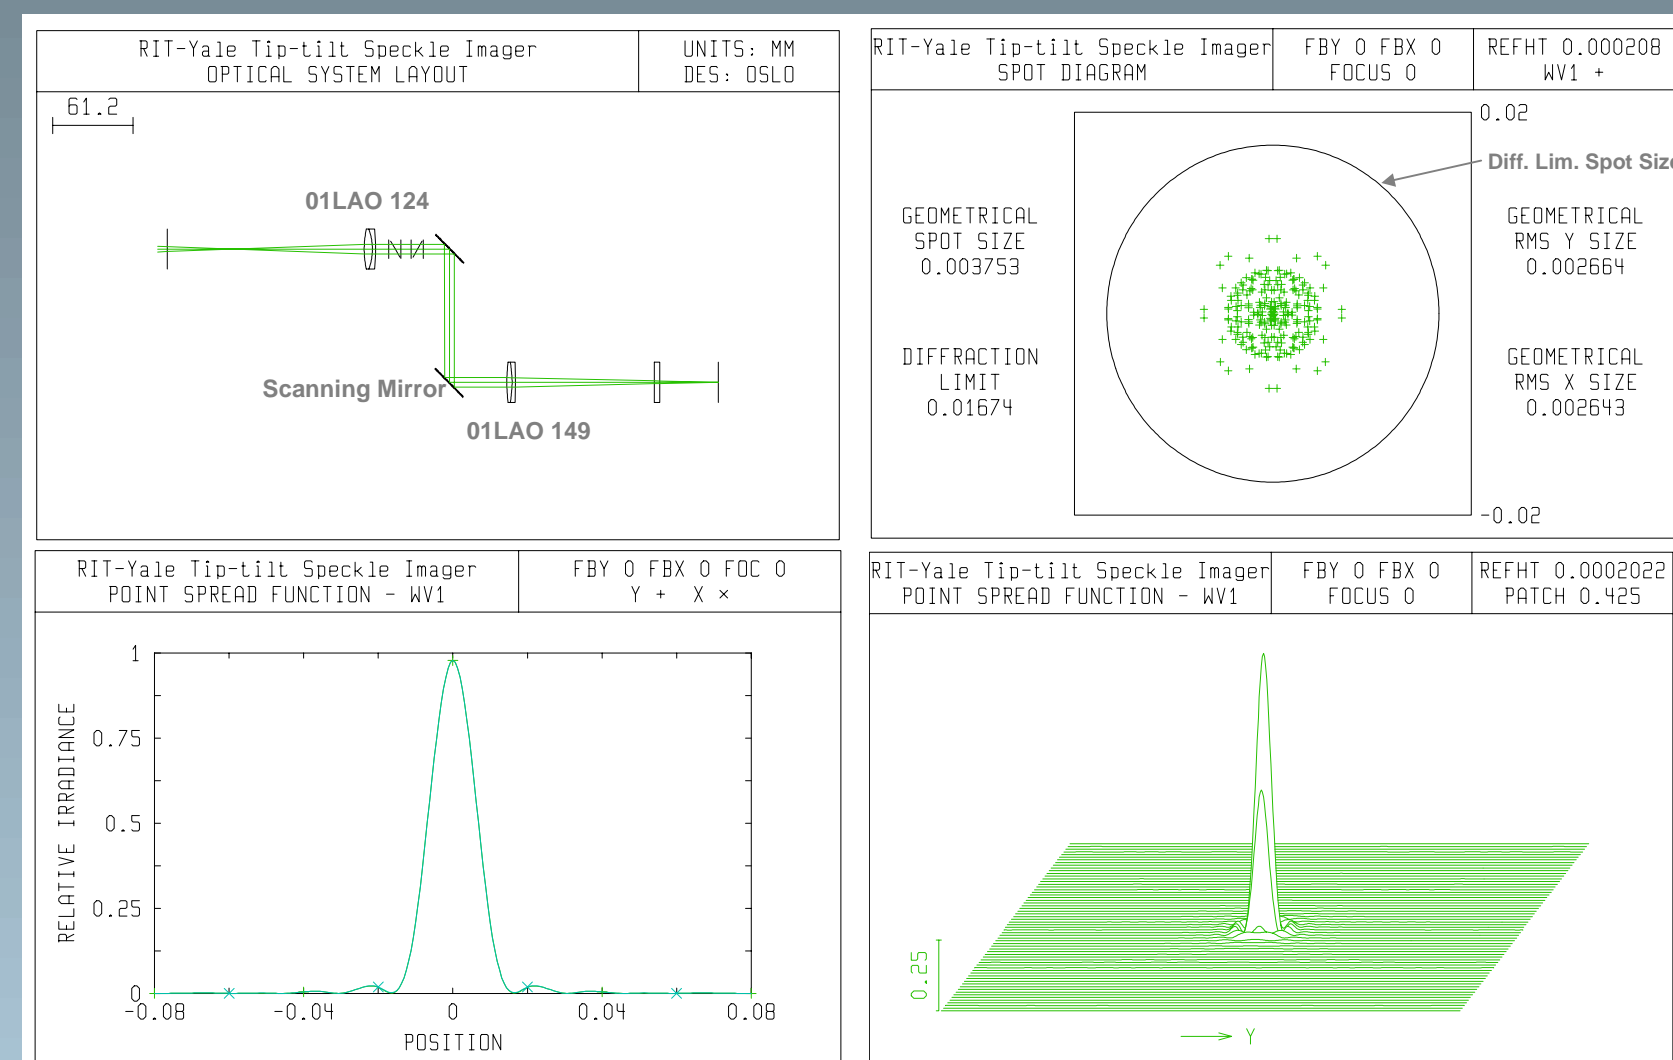 RIT-Yale Tip-tilt Speckle Imager
OPTICAL SYSTEM LAYOUT
UNITS: MM
DES: OSLO
61.2
01LAO 124
Scanning Mirror
01LAO 149
RIT-Yale Tip-tilt Speckle Imager
SPOT DIAGRAM
FBY 0 FBX 0
FOCUS 0
REFHT 0.000208
WV1 +
0.02
Diff. Lim. Spot Size
GEOMETRICAL
SPOT SIZE
0.003753
GEOMETRICAL
RMS Y SIZE
0.002664
DIFFRACTION
LIMIT
0.01674
GEOMETRICAL
RMS X SIZE
0.002643
-0.02
RIT-Yale Tip-tilt Speckle Imager
POINT SPREAD FUNCTION - WV1
FBY 0 FBX 0 FOC 0
Y + X ×
1
0.75
0.5
0.25
0
RELATIVE IRRADIANCE
-0.08
-0.04
0
0.04
0.08
POSITION
RIT-Yale Tip-tilt Speckle Imager
POINT SPREAD FUNCTION - WV1
FBY 0 FBX 0
FOCUS 0
REFHT 0.0002022
PATCH 0.425
0.25
Y